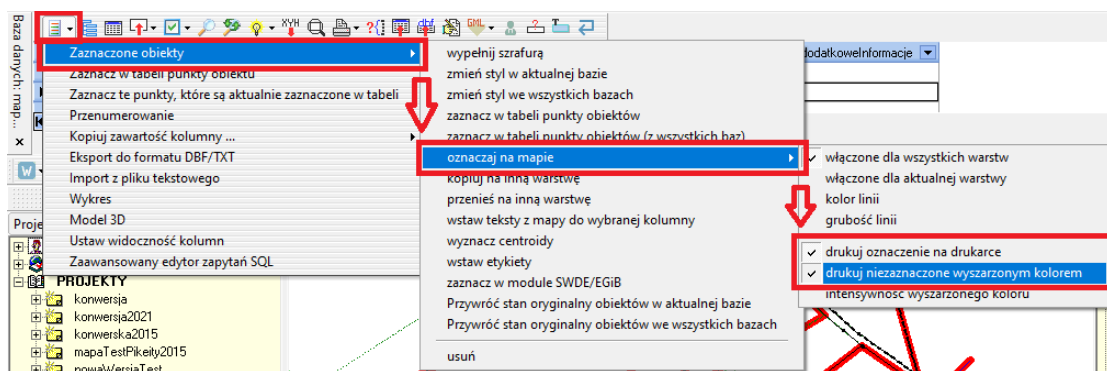 Baza danych: map...
XYH
GML
Zaznaczone obiekty
Zaznacz w tabeli punkty obiektu
Zaznacz te punkty, które są aktualnie zaznaczone w tabeli
Przenumerowanie
Kopiuj zawartość kolumny ...
Eksport do formatu DBF/TXT
Import z pliku tekstowego
Wykres
Model 3D
Ustaw widoczność kolumn
Zaawansowany edytor zapytań SQL
wypełnij szrafurą
zmień styl w aktualnej bazie
zmień styl we wszystkich bazach
zaznacz w tabeli punkty obiektów
zaznacz w tabeli punkty obiektów (z wszystkich baz)
oznaczaj na mapie
kopiuj na inną warstwę
przenieś na inną warstwę
wstaw teksty z mapy do wybranej kolumny
wyznacz centroidy
wstaw etykiety
zaznacz w module SWDE/EGiB
Przywróć stan oryginalny obiektów w aktualnej bazie
Przywróć stan oryginalny obiektów we wszystkich bazach
usuń
dodatkoweInformacje
włączone dla wszystkich warstw
włączone dla aktualnej warstwy
kolor linii
grubość linii
drukuj oznaczenie na drukarce
drukuj niezaznaczone wyszarzonym kolorem
intensywność wyszarzonego koloru
Proje
PROJEKTY
konwersja
konwersja2021
konwerska2015
mapaTestPikeity2015
nowaWersjaTest